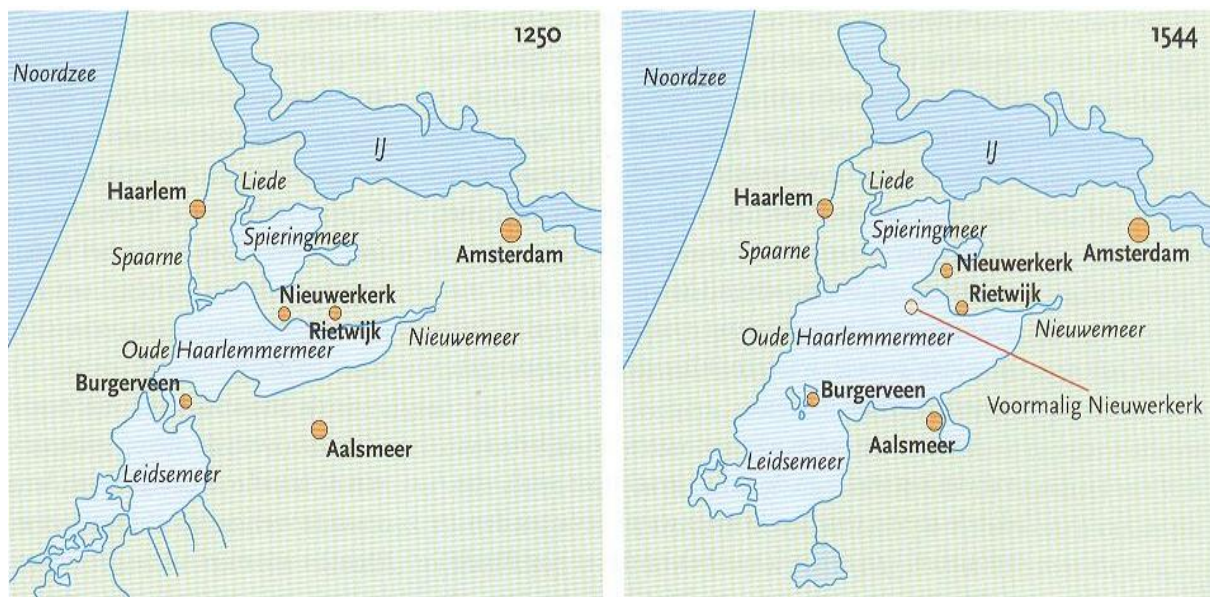 1250
Noordzee
IJ
Liede
Haarlem
Spieringmeer
Spaarne
Amsterdam
Nieuwerkerk
Rietwijk
Nieuwemeer
Oude Haarlemmermeer
Burgerveen
Aalsmeer
Leidsemeer
1544
Noordzee
IJ
Liede
Haarlem
Spieringmeer
Spaarne
Amsterdam
Nieuwerkerk
Rietwijk
Nieuwemeer
Oude Haarlemmermeer
Burgerveen
Voormalig Nieuwerkerk
Aalsmeer
Leidsemeer